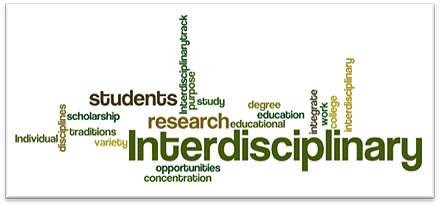 Interdisciplinarytrack
purpose
students
study
degree
scholarship
disciplines
research
education
educational
integrate
work
college
interdisciplinary
Individual
traditions
variety
Interdisciplinary
opportunities
concentration